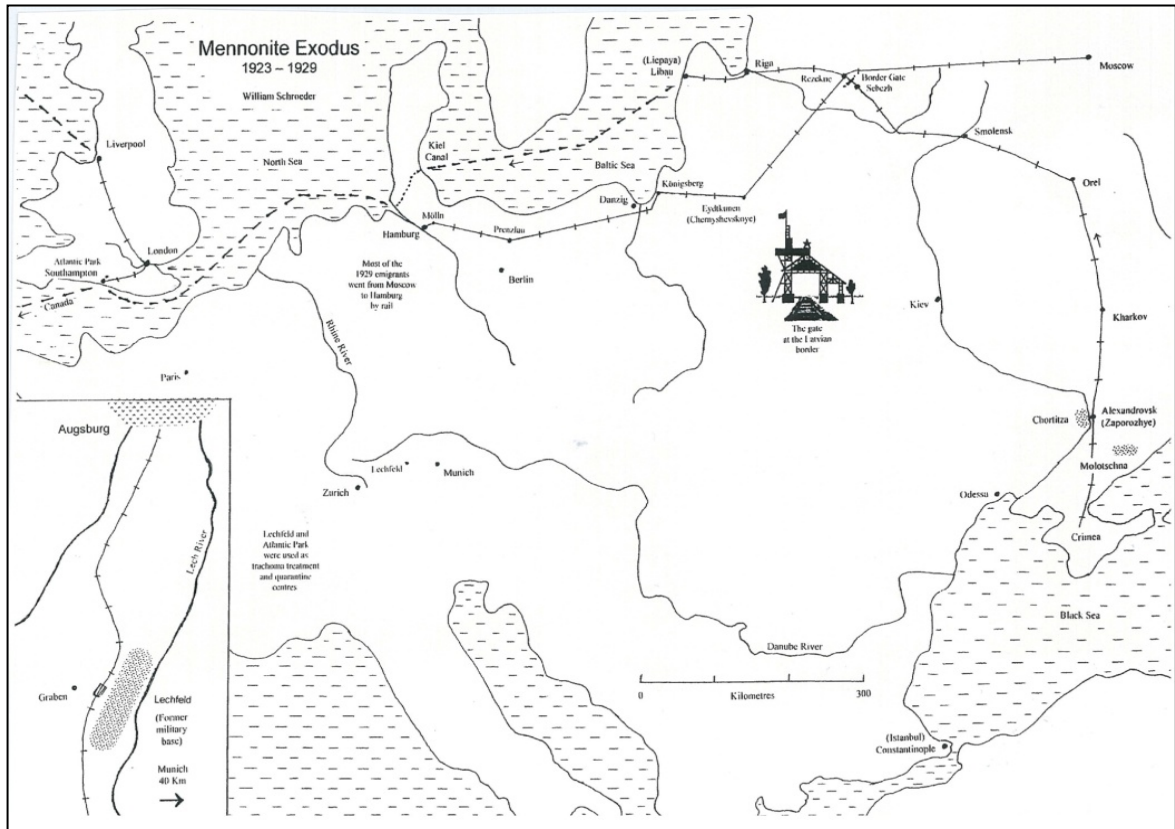 Mennonite Exodus
1923 – 1929
William Schroeder
North Sea
Liverpool
London
Atlantic Park
Southampton
Canada
Kiel
Canal
Baltic Sea
(Liepaya)
Libau
Riga
Rezekne
Border Gate
Sebezh
Moscow
Smolensk
Orel
Königsberg
Danzig
Eydtkunen
(Chernyshevskoye)
Mölln
Hamburg
Prenzlau
Berlin
Most of the
1929 emigrants
went from Moscow
to Hamburg
by rail
The gate
at the Latvian
border
Kiev
Kharkov
Rhine River
Paris
Chortitza
Alexandrovsk
(Zaporozhye)
Molotschna
Lechfeld
Munich
Zurich
Odessa
Crimea
Black Sea
Lechfeld and
Atlantic Park
were used as
trachoma treatment
and quarantine
centres
Danube River
0
Kilometres
300
(Istanbul)
Constantinople
Augsburg
Lech River
Graben
Lechfeld
(Former
military
base)
Munich
40 Km